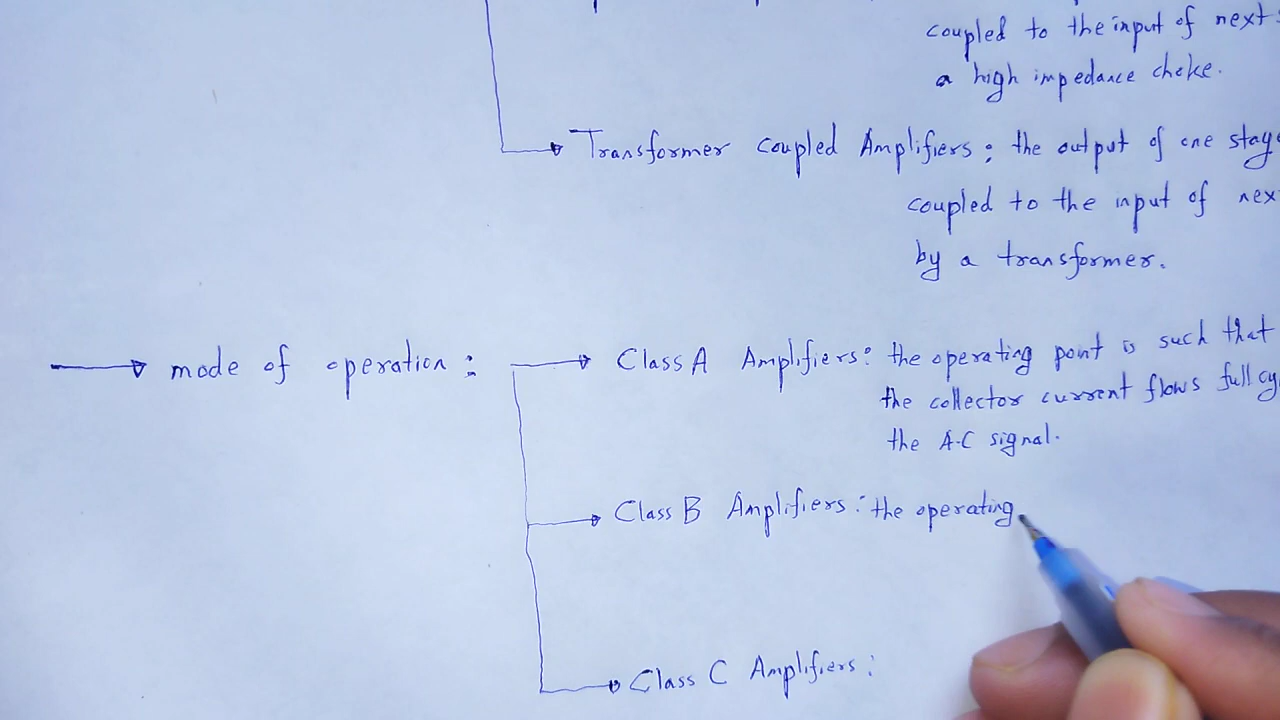 coupled to the input of next
a high impedance choke.
Transformer coupled Amplifiers: the output of one stage
coupled to the input of nex
by a transformer.
mode of operation:
Class A Amplifiers: the operating point is such that
the collector current flows full cy
the A.C signal.
Class B Amplifiers: the operating
Class C Amplifiers: